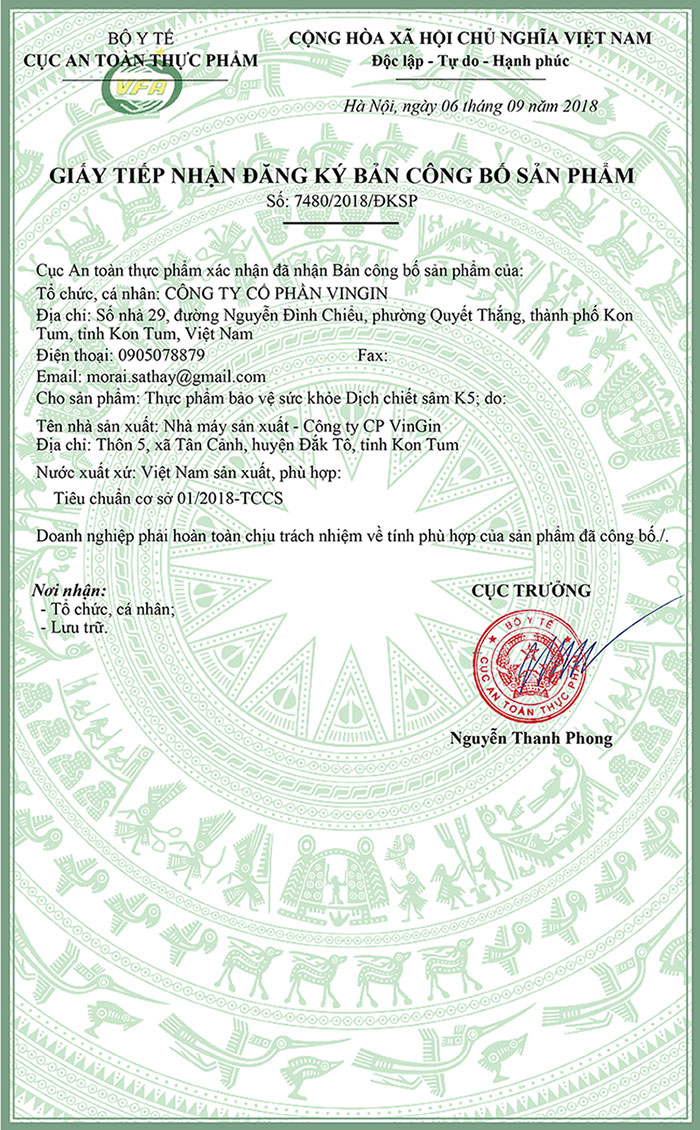 BỘ Y TẾ
CỤC AN TOÀN THỰC PHẨM
VFA
CỘNG HÒA XÃ HỘI CHỦ NGHĨA VIỆT NAM
Độc lập - Tự do - Hạnh phúc
Hà Nội, ngày 06 tháng 09 năm 2018
GIẤY TIẾP NHẬN ĐĂNG KÝ BẢN CÔNG BỐ SẢN PHẨM
Số: 7480/2018/ĐKSP
Cục An toàn thực phẩm xác nhận đã nhận Bản công bố sản phẩm của:
Tổ chức, cá nhân: CÔNG TY CỔ PHẦN VINGIN
Địa chỉ: Số nhà 29, đường Nguyễn Đình Chiểu, phường Quyết Thắng, thành phố Kon
Tum, tỉnh Kon Tum, Việt Nam
Điện thoại: 0905078879 Fax:
Email: morai.sathay@gmail.com
Cho sản phẩm: Thực phẩm bảo vệ sức khỏe Dịch chiết sâm K5; do:
Tên nhà sản xuất: Nhà máy sản xuất - Công ty CP VinGin
Địa chỉ: Thôn 5, xã Tân Cảnh, huyện Đắk Tô, tỉnh Kon Tum
Nước xuất xứ: Việt Nam sản xuất, phù hợp:
Tiêu chuẩn cơ sở 01/2018-TCCS
Doanh nghiệp phải hoàn toàn chịu trách nhiệm về tính phù hợp của sản phẩm đã công bố./.
Nơi nhận:
- Tổ chức, cá nhân;
- Lưu trữ.
CỤC TRƯỞNG
BỘ Y TẾ
CỤC AN TOÀN THỰC PHẨM
Nguyễn Thanh Phong